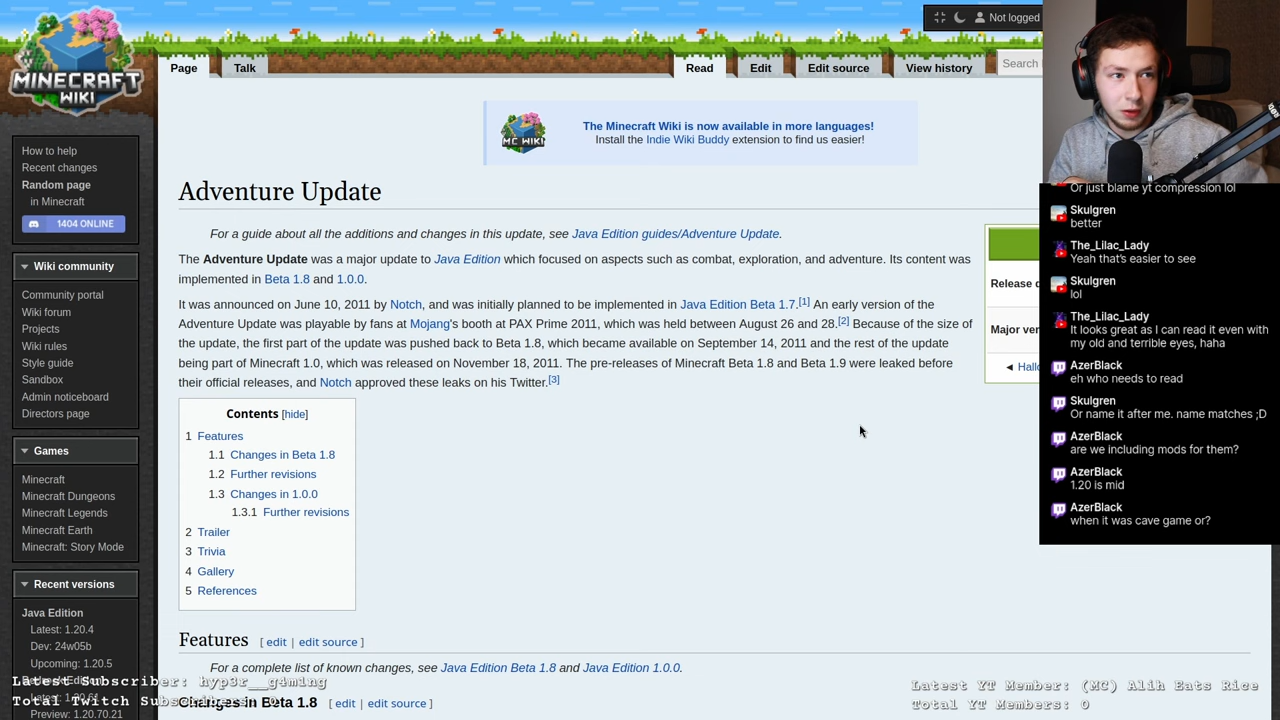 MINECRAFT
WIKI
Page
Talk
Read
Edit
Edit source
View history
Search
Not logged
How to help
Recent changes
Random page
in Minecraft
1404 ONLINE
Wiki community
Community portal
Wiki forum
Projects
Wiki rules
Style guide
Sandbox
Admin noticeboard
Directors page
Games
Minecraft
Minecraft Dungeons
Minecraft Legends
Minecraft Earth
Minecraft: Story Mode
Recent versions
Java Edition
Latest: 1.20.4
Dev: 24w05b
Upcoming: 1.20.5
Preview: 1.20.70.21
MC WIKI
The Minecraft Wiki is now available in more languages!
Install the Indie Wiki Buddy extension to find us easier!
Adventure Update
For a guide about all the additions and changes in this update, see Java Edition guides/Adventure Update.
The Adventure Update was a major update to Java Edition which focused on aspects such as combat, exploration, and adventure. Its content was
implemented in Beta 1.8 and 1.0.0.
It was announced on June 10, 2011 by Notch, and was initially planned to be implemented in Java Edition Beta 1.7.[1] An early version of the
Adventure Update was playable by fans at Mojang's booth at PAX Prime 2011, which was held between August 26 and 28.[2] Because of the size of
the update, the first part of the update was pushed back to Beta 1.8, which became available on September 14, 2011 and the rest of the update
being part of Minecraft 1.0, which was released on November 18, 2011. The pre-releases of Minecraft Beta 1.8 and Beta 1.9 were leaked before
their official releases, and Notch approved these leaks on his Twitter.[3]
Release
Major ver
◄ Hall
Contents [hide]
1 Features
1.1 Changes in Beta 1.8
1.2 Further revisions
1.3 Changes in 1.0.0
1.3.1 Further revisions
2 Trailer
3 Trivia
4 Gallery
5 References
Features [ edit | edit source ]
For a complete list of known changes, see Java Edition Beta 1.8 and Java Edition 1.0.0.
Changes in Beta 1.8 [ edit | edit source ]
Or just blame yt compression lol
Skulgren
better
The_Lilac_Lady
Yeah that's easier to see
Skulgren
lol
The_Lilac_Lady
It looks great as I can read it even with
my old and terrible eyes, haha
AzerBlack
eh who needs to read
Skulgren
Or name it after me. name matches ;D
AzerBlack
are we including mods for them?
AzerBlack
1.20 is mid
AzerBlack
when it was cave game or?
Latest Subscriber: hyp3r__g4m1ng
Total Twitch Subscribers: 0
Latest YT Member: (MC) Alih Eats Rice
Total YT Members: 0